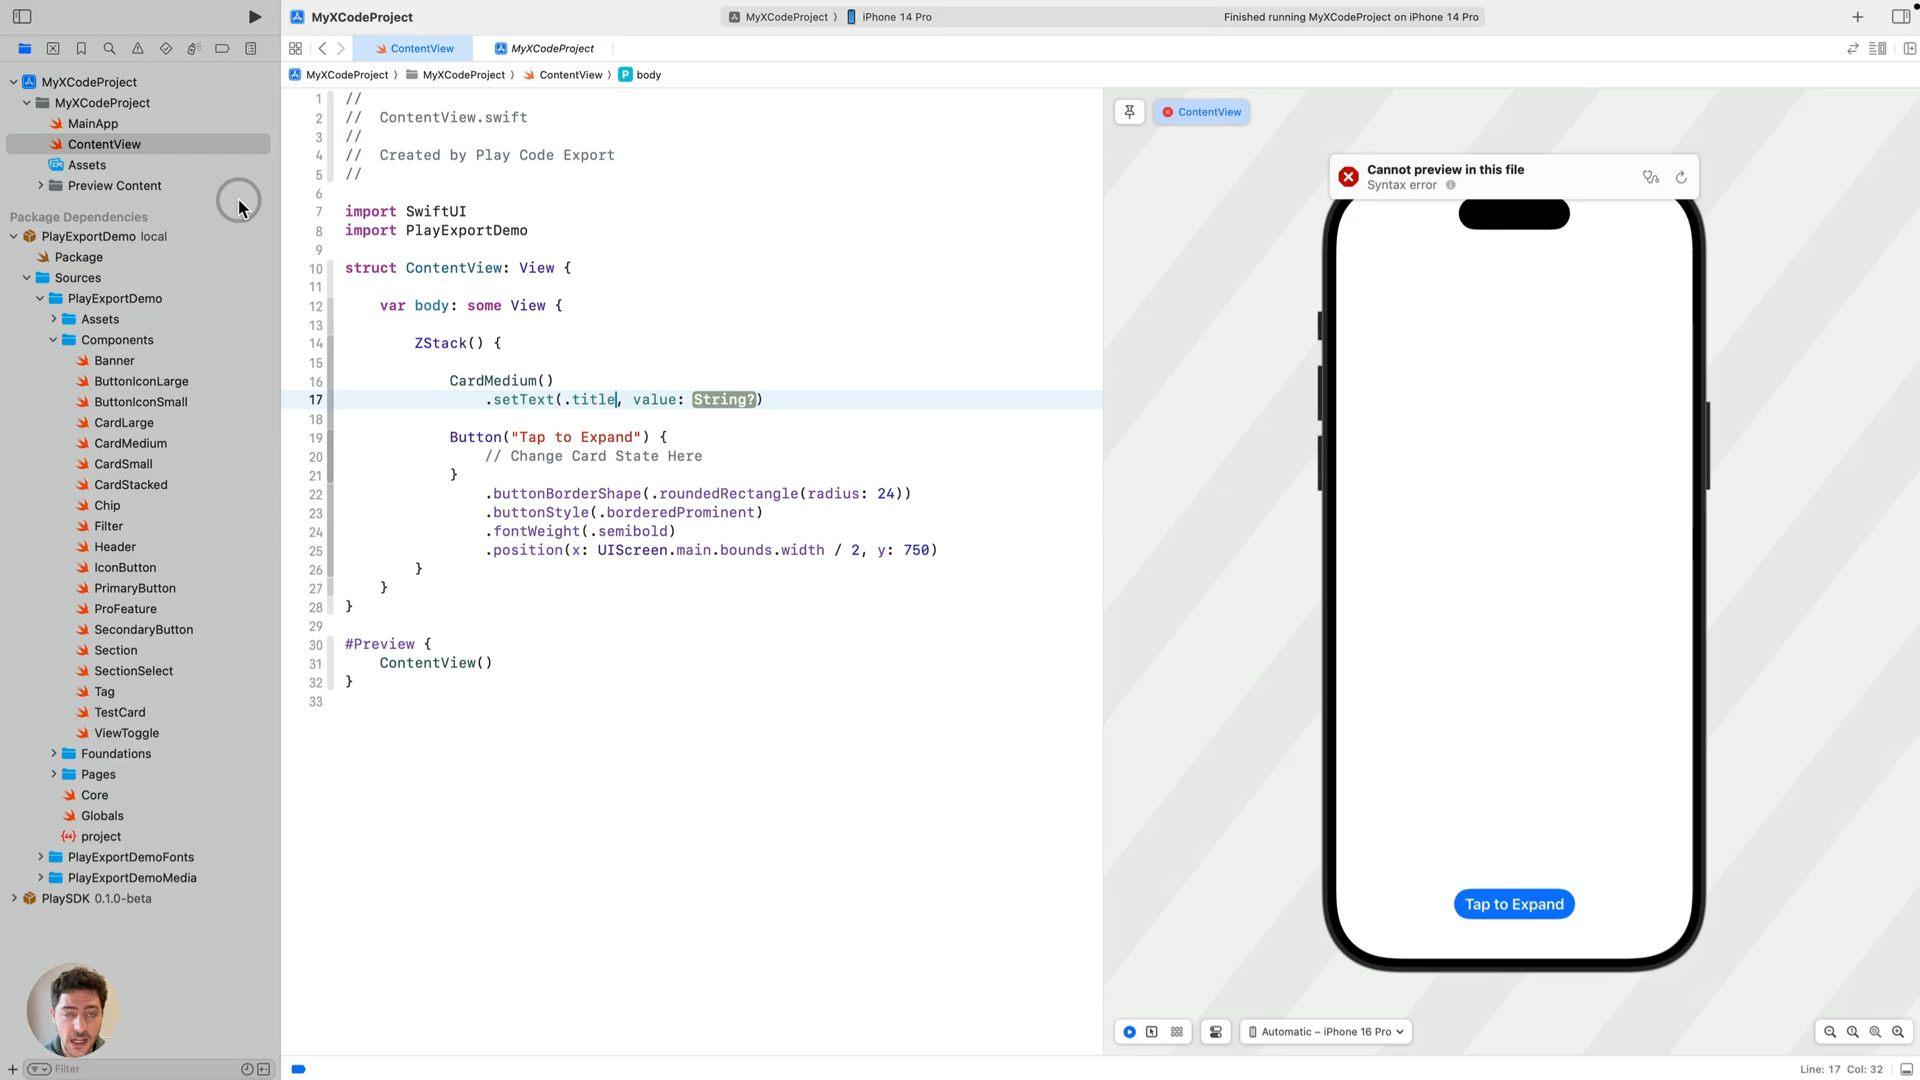 MyXCodeProject
MyXCodeProject 〉 iPhone 14 Pro
Finished running MyXCodeProject on iPhone 14 Pro
ContentView
MyXCodeProject
MyXCodeProject 〉 MyXCodeProject 〉 ContentView 〉 P body
MyXCodeProject
MyXCodeProject
MainApp
ContentView
Assets
Preview Content
Package Dependencies
PlayExportDemo local
Package
Sources
PlayExportDemo
Assets
Components
Banner
ButtonIconLarge
ButtonIconSmall
CardLarge
CardMedium
CardSmall
CardStacked
Chip
Filter
Header
IconButton
PrimaryButton
ProFeature
SecondaryButton
Section
SectionSelect
Tag
TestCard
ViewToggle
Foundations
Pages
Core
Globals
project
PlayExportDemoFonts
PlayExportDemoMedia
PlaySDK 0.1.0-beta
Filter
1 //
2 // ContentView.swift
3 //
4 // Created by Play Code Export
5 //
6
7 import SwiftUI
8 import PlayExportDemo
9
10 struct ContentView: View {
11
12 var body: some View {
13
14 ZStack() {
15
16 CardMedium()
17 .setText(.title, value: String?)
18
19 Button("Tap to Expand") {
20 // Change Card State Here
21 }
22 .buttonBorderShape(.roundedRectangle(radius: 24))
23 .buttonStyle(.borderedProminent)
24 .fontWeight(.semibold)
25 .position(x: UIScreen.main.bounds.width / 2, y: 750)
26 }
27 }
28 }
29
30 #Preview {
31 ContentView()
32 }
33
ContentView
Cannot preview in this file
Syntax error
Tap to Expand
Automatic – iPhone 16 Pro
Line: 17 Col: 32